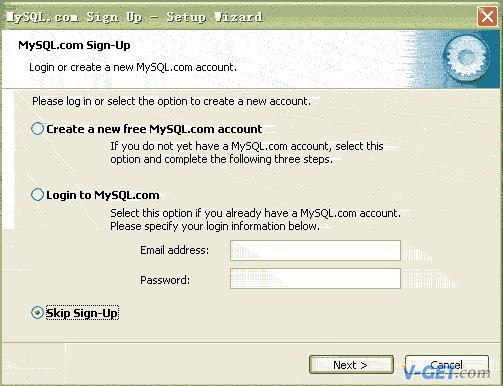 MySQL.com Sign Up - Setup Wizard
MySQL.com Sign-Up
Login or create a new MySQL.com account.
Please log in or select the option to create a new account.
Create a new free MySQL.com account
If you do not yet have a MySQL.com account, select this
option and complete the following three steps.
Login to MySQL.com
Select this option if you already have a MySQL.com account.
Please specify your login information below.
Email address:
Password:
Skip Sign-Up
Next >
Cancel
V-GET.com